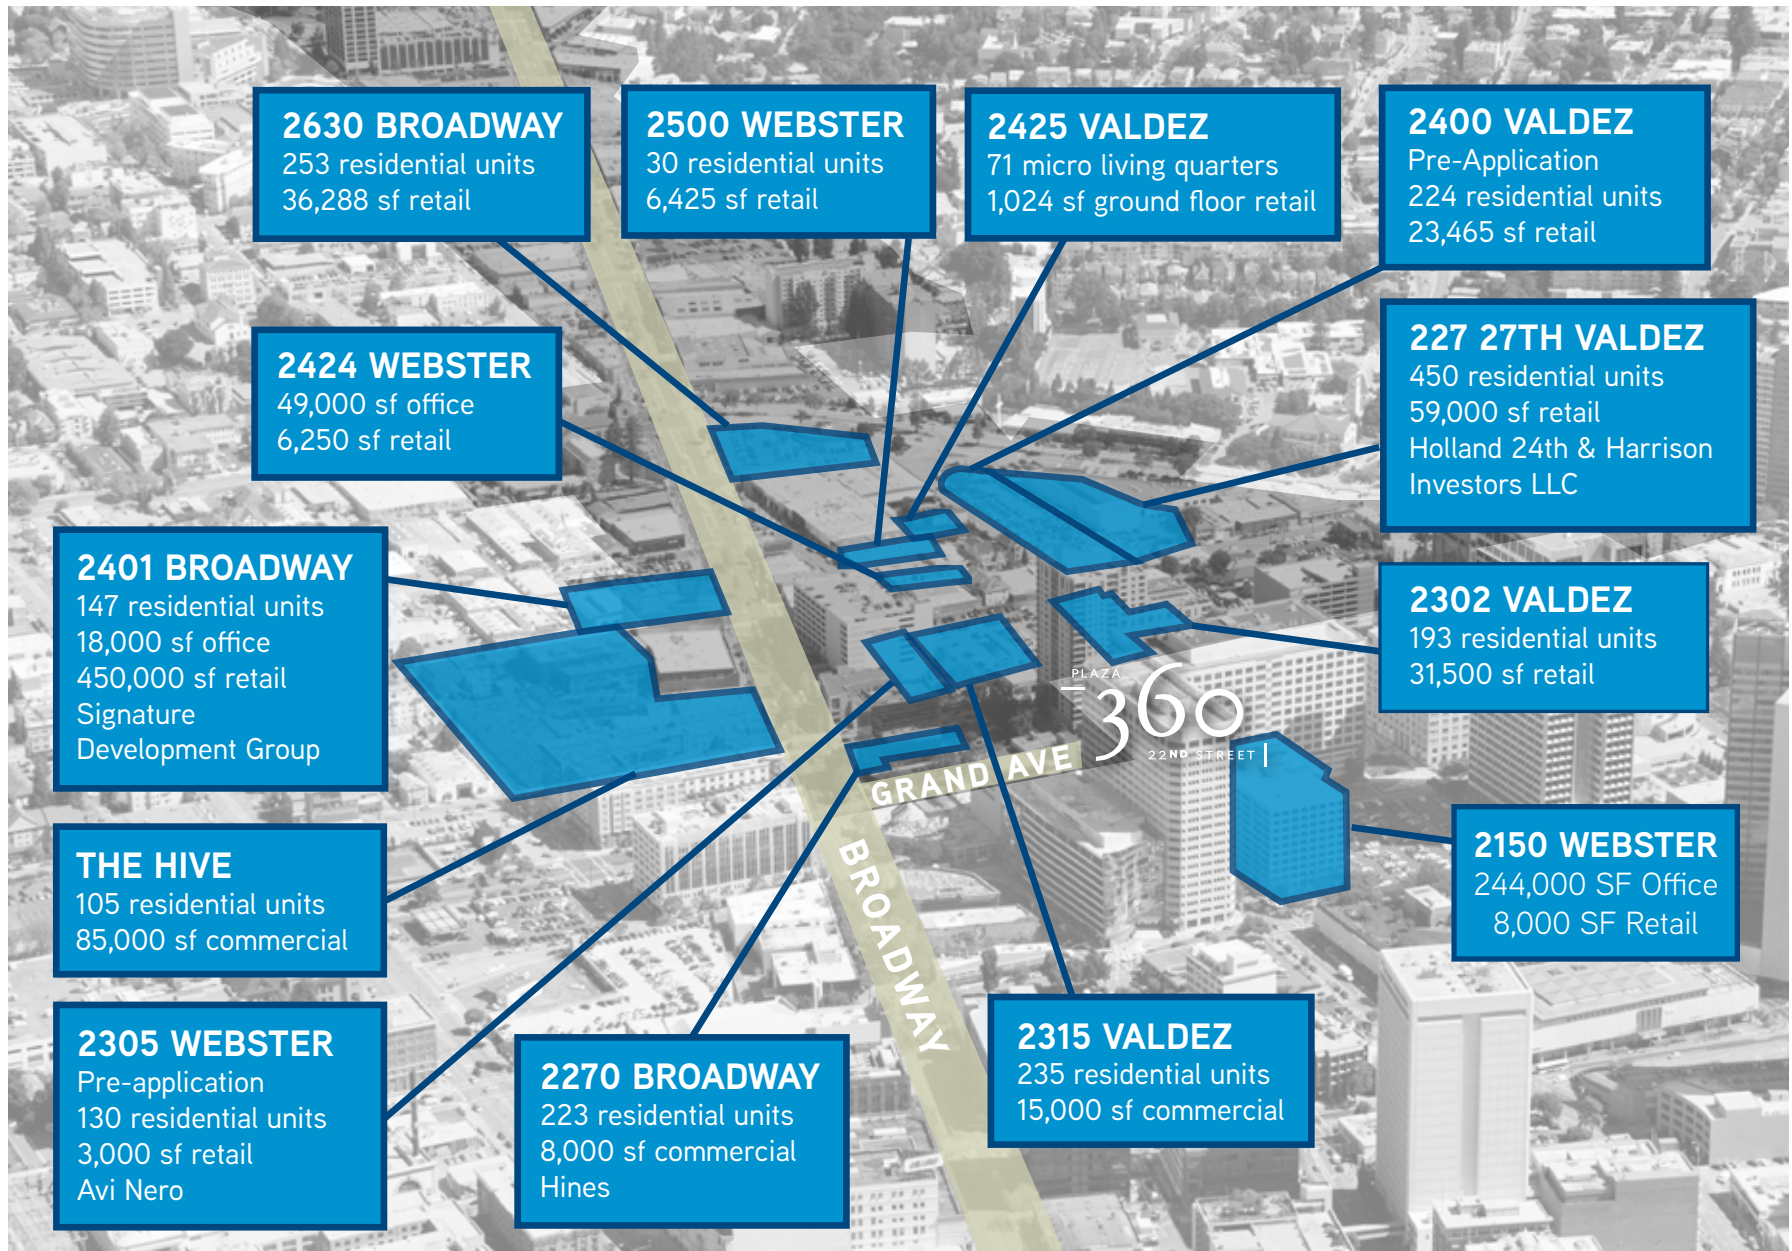 2630 BROADWAY
253 residential units
36,288 sf retail
2500 WEBSTER
30 residential units
6,425 sf retail
2425 VALDEZ
71 micro living quarters
1,024 sf ground floor retail
2400 VALDEZ
Pre-Application
224 residential units
23,465 sf retail
2424 WEBSTER
49,000 sf office
6,250 sf retail
227 27TH VALDEZ
450 residential units
59,000 sf retail
Holland 24th & Harrison
Investors LLC
2401 BROADWAY
147 residential units
18,000 sf office
450,000 sf retail
Signature
Development Group
2302 VALDEZ
193 residential units
31,500 sf retail
PLAZA
360
22ND STREET
GRAND AVE.
BROADWAY
THE HIVE
105 residential units
85,000 sf commercial
2150 WEBSTER
244,000 SF Office
8,000 SF Retail
2305 WEBSTER
Pre-application
130 residential units
3,000 sf retail
Avi Nero
2270 BROADWAY
223 residential units
8,000 sf commercial
Hines
2315 VALDEZ
235 residential units
15,000 sf commercial